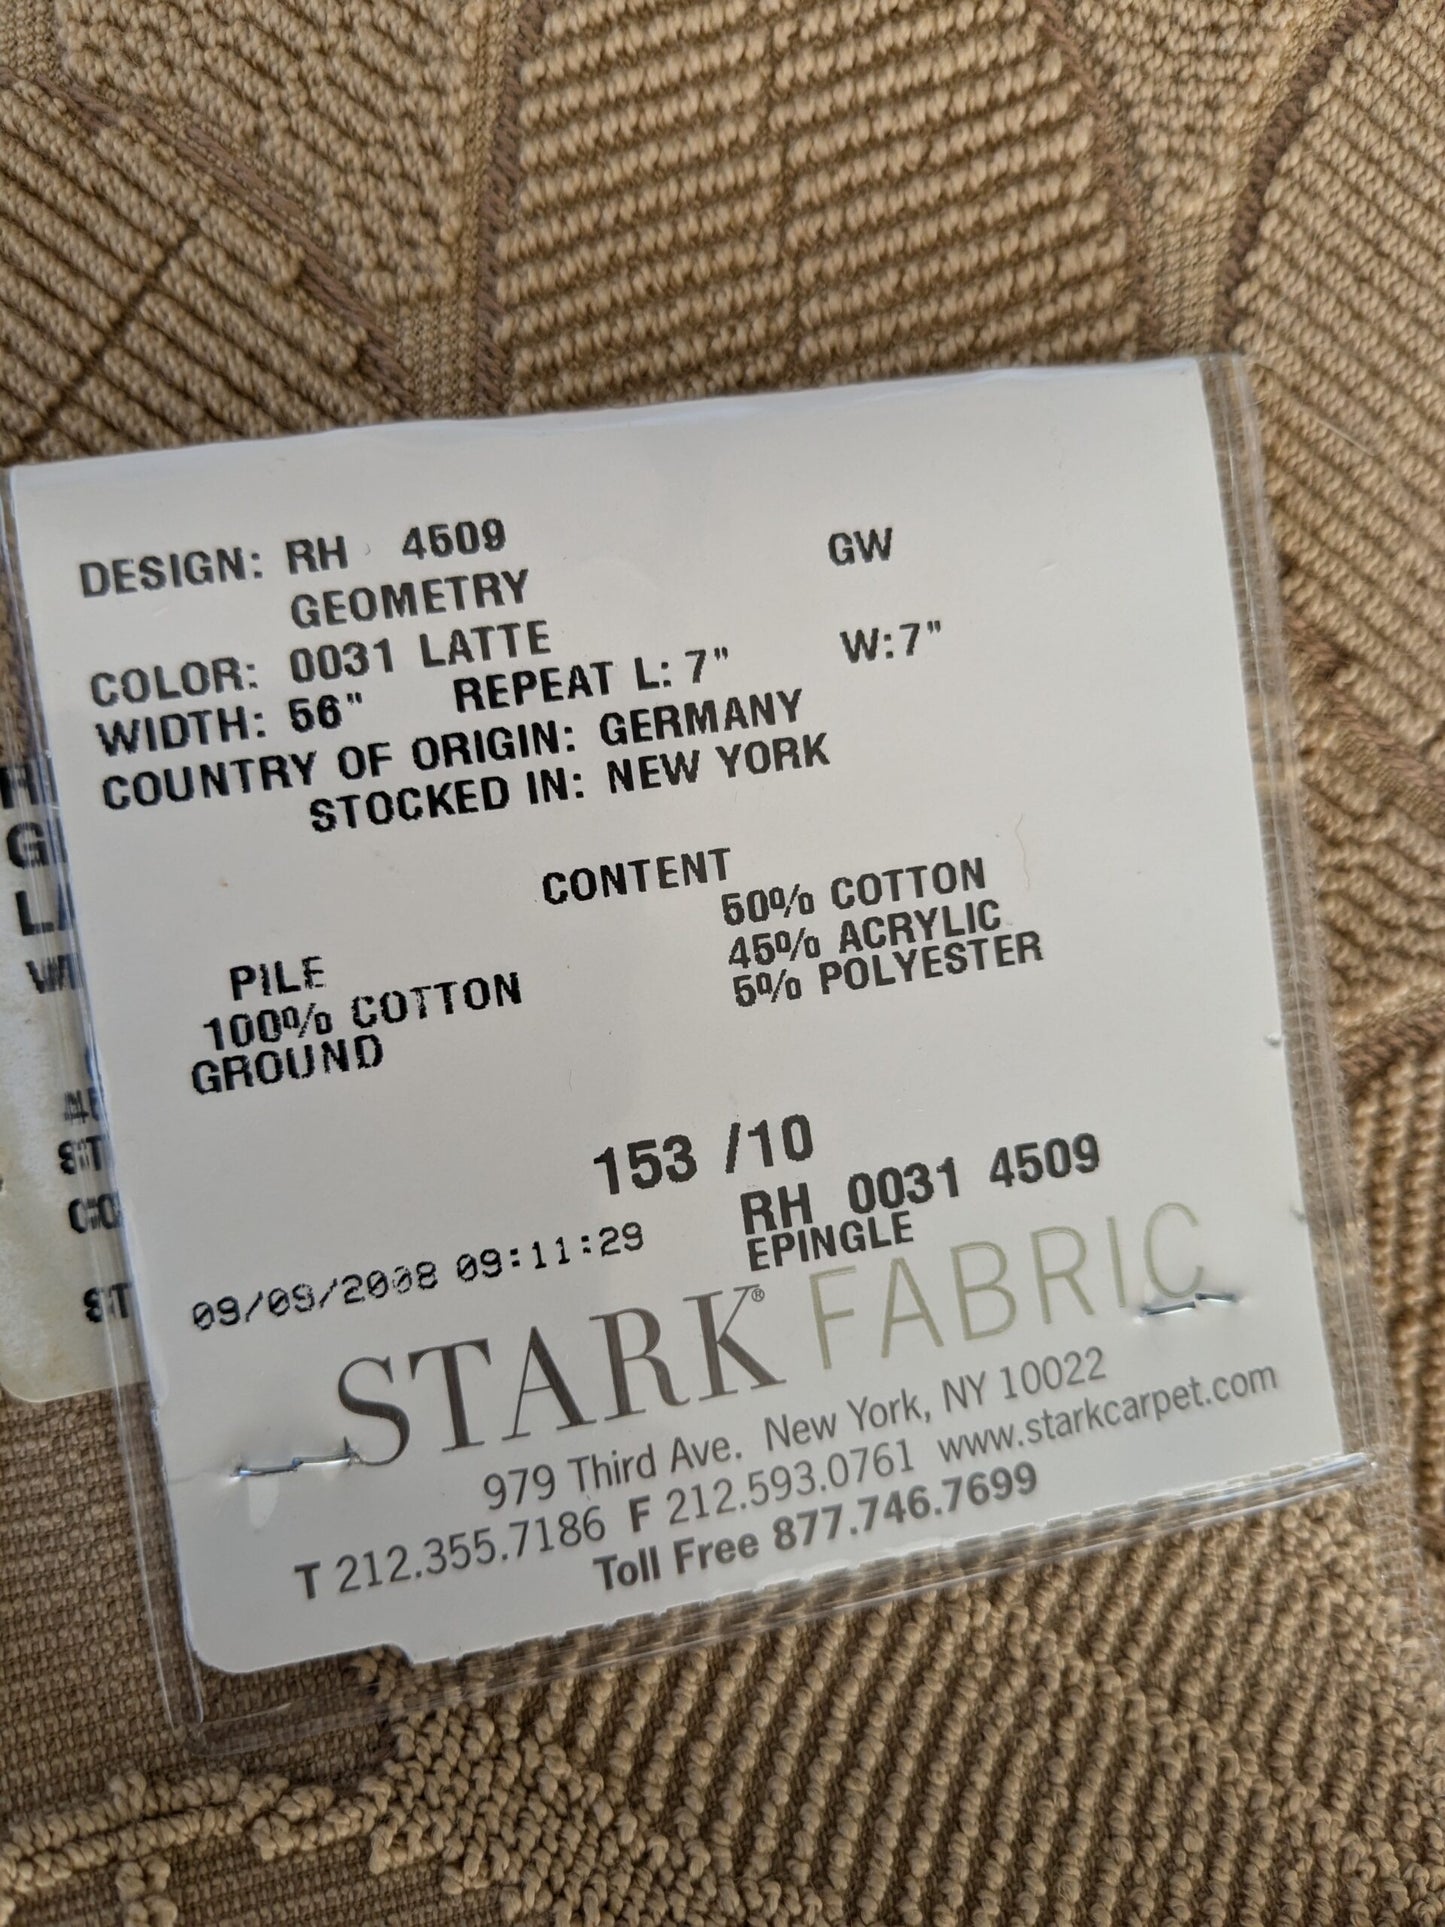 DESIGN: RH 4509 GW
GEOMETRY
COLOR: 0031 LATTE
WIDTH: 56" REPEAT L: 7" W: 7"
COUNTRY OF ORIGIN: GERMANY
STOCKED IN: NEW YORK
CONTENT
50% COTTON
45% ACRYLIC
5% POLYESTER
PILE
100% COTTON
GROUND
153 /10
RH 0031 4509
09/09/2008 09:11:29 EPINGLE
STARK® FABRIC
979 Third Ave. New York, NY 10022
T 212.355.7186 F 212.593.0761 www.starkcarpet.com
Toll Free 877.746.7699